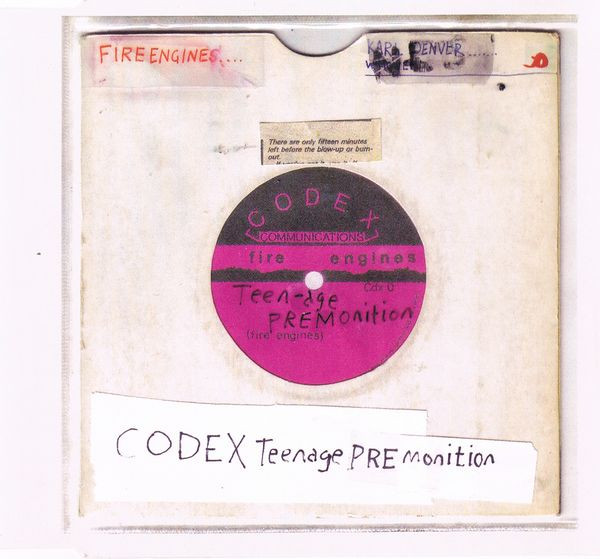 FIREENGINES....
KARL DENVER......
There are only fifteen minutes
left before the blow-up or burn-
out.
[CODEX]
COMMUNICATIONS
fire engines
Cdx 0
Teen-age
PREMonition
(fire engines)
CODEX Teenage PREmonition